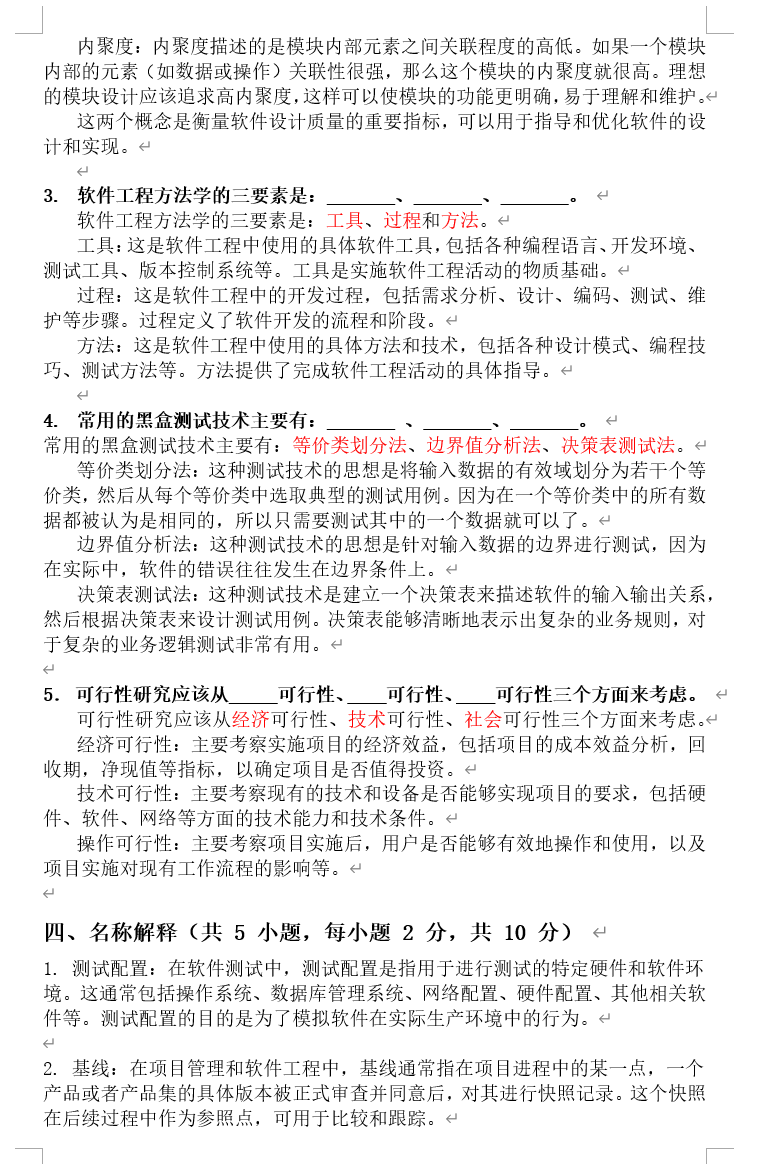 内聚度：内聚度描述的是模块内部元素之间关联程度的高低。如果一个模块
内部的元素（如数据或操作）关联性很强，那么这个模块的内聚度就很高。理想
的模块设计应该追求高内聚度，这样可以使模块的功能更明确，易于理解和维护。
这两个概念是衡量软件设计质量的重要指标，可以用于指导和优化软件的设
计和实现。
3. 软件工程方法学的三要素是：_______、_______、_______。
软件工程方法学的三要素是：工具、过程和方法。
工具：这是软件工程中使用的具体软件工具，包括各种编程语言、开发环境、
测试工具、版本控制系统等。工具是实施软件工程活动的物质基础。
过程：这是软件工程中的开发过程，包括需求分析、设计、编码、测试、维
护等步骤。过程定义了软件开发的流程和阶段。
方法：这是软件工程中使用的具体方法和技术，包括各种设计模式、编程技
巧、测试方法等。方法提供了完成软件工程活动的具体指导。
4. 常用的黑盒测试技术主要有：_______ 、_______、_______。
常用的黑盒测试技术主要有：等价类划分法、边界值分析法、决策表测试法。
等价类划分法：这种测试技术的思想是将输入数据的有效域划分为若干个等
价类，然后从每个等价类中选取典型的测试用例。因为在一个等价类中的所有数
据都被认为是相同的，所以只需要测试其中的一个数据就可以了。
边界值分析法：这种测试技术的思想是针对输入数据的边界进行测试，因为
在实际中，软件的错误往往发生在边界条件上。
决策表测试法：这种测试技术是建立一个决策表来描述软件的输入输出关系，
然后根据决策表来设计测试用例。决策表能够清晰地表示出复杂的业务规则，对
于复杂的业务逻辑测试非常有用。
5. 可行性研究应该从_____可行性、____可行性、____可行性三个方面来考虑。
可行性研究应该从经济可行性、技术可行性、社会可行性三个方面来考虑。
经济可行性：主要考察实施项目的经济效益，包括项目的成本效益分析，回
收期，净现值等指标，以确定项目是否值得投资。
技术可行性：主要考察现有的技术和设备是否能够实现项目的要求，包括硬
件、软件、网络等方面的技术能力和技术条件。
操作可行性：主要考察项目实施后，用户是否能够有效地操作和使用，以及
项目实施对现有工作流程的影响等。
四、名称解释（共 5 小题，每小题 2 分，共 10 分）
1. 测试配置：在软件测试中，测试配置是指用于进行测试的特定硬件和软件环
境。这通常包括操作系统、数据库管理系统、网络配置、硬件配置、其他相关软
件等。测试配置的目的是为了模拟软件在实际生产环境中的行为。
2. 基线：在项目管理和软件工程中，基线通常指在项目进程中的某一点，一个
产品或者产品集的具体版本被正式审查并同意后，对其进行快照记录。这个快照
在后续过程中作为参照点，可用于比较和跟踪。